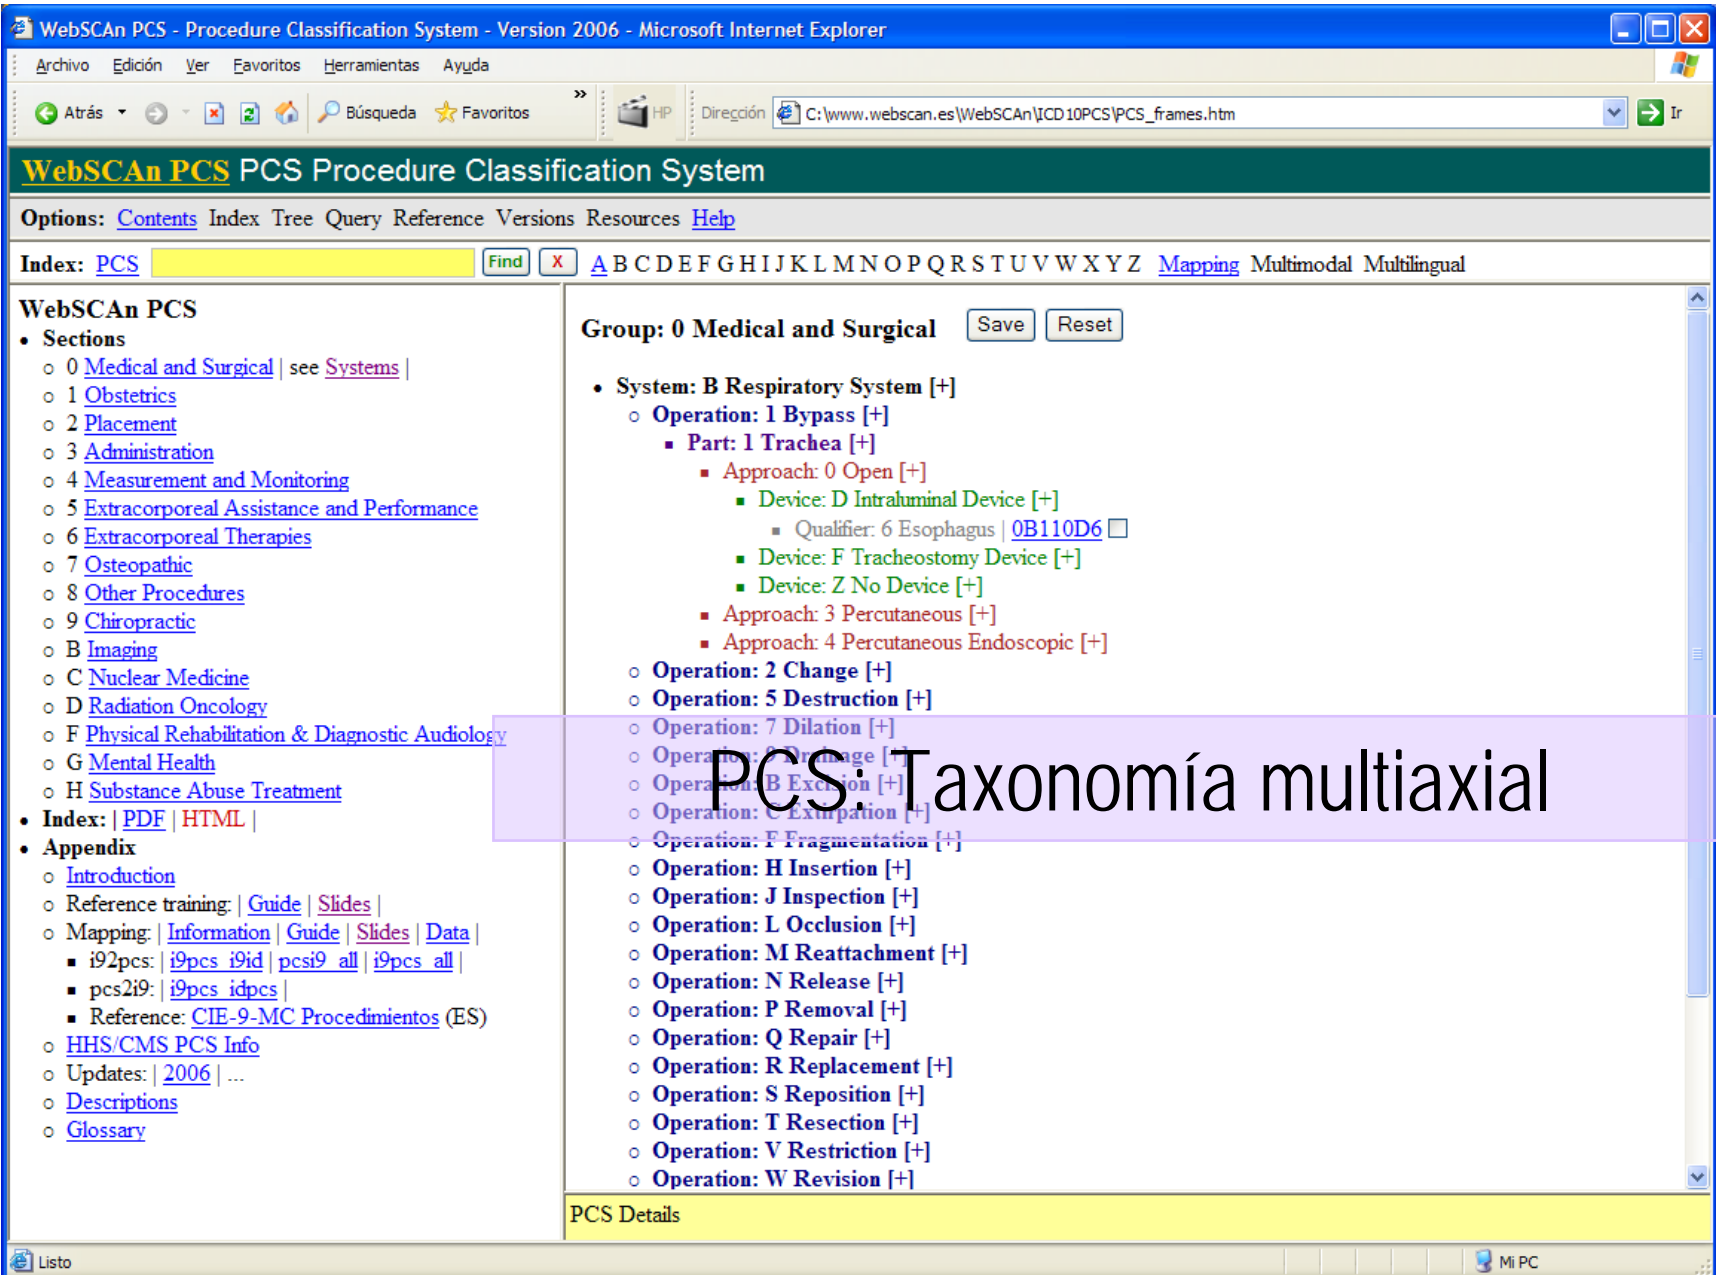 WebSCAn PCS - Procedure Classification System - Version 2006 - Microsoft Internet Explorer
Archivo Edición Ver Favoritos Herramientas Ayuda
Atrás Búsqueda Favoritos » HP Dirección C:\www.webscan.es\WebSCAn\ICD10PCS\PCS_frames.htm Ir
WebSCAn PCS PCS Procedure Classification System
Options: Contents Index Tree Query Reference Versions Resources Help
Index: PCS Find X A B C D E F G H I J K L M N O P Q R S T U V W X Y Z Mapping Multimodal Multilingual
WebSCAn PCS
Sections
0 Medical and Surgical | see Systems |
1 Obstetrics
2 Placement
3 Administration
4 Measurement and Monitoring
5 Extracorporeal Assistance and Performance
6 Extracorporeal Therapies
7 Osteopathic
8 Other Procedures
9 Chiropractic
B Imaging
C Nuclear Medicine
D Radiation Oncology
F Physical Rehabilitation & Diagnostic Audiology
G Mental Health
H Substance Abuse Treatment
Index: | PDF | HTML |
Appendix
Introduction
Reference training: | Guide | Slides |
Mapping: | Information | Guide | Slides | Data |
i92pcs: | i9pcs_i9id | pcsi9_all | i9pcs_all |
pcs2i9: | i9pcs_idpcs |
Reference: CIE-9-MC Procedimientos (ES)
HHS/CMS PCS Info
Updates: | 2006 | ...
Descriptions
Glossary
Group: 0 Medical and Surgical Save Reset
System: B Respiratory System [+]
Operation: 1 Bypass [+]
Part: 1 Trachea [+]
Approach: 0 Open [+]
Device: D Intraluminal Device [+]
Qualifier: 6 Esophagus | 0B110D6
Device: F Tracheostomy Device [+]
Device: Z No Device [+]
Approach: 3 Percutaneous [+]
Approach: 4 Percutaneous Endoscopic [+]
Operation: 2 Change [+]
Operation: 5 Destruction [+]
Operation: 7 Dilation [+]
Operation: 9 Drainage [+]
Operation: B Excision [+]
Operation: C Extirpation [+]
Operation: F Fragmentation [+]
Operation: H Insertion [+]
Operation: J Inspection [+]
Operation: L Occlusion [+]
Operation: M Reattachment [+]
Operation: N Release [+]
Operation: P Removal [+]
Operation: Q Repair [+]
Operation: R Replacement [+]
Operation: S Reposition [+]
Operation: T Resection [+]
Operation: V Restriction [+]
Operation: W Revision [+]
PCS: Taxonomía multiaxial
PCS Details
Listo Mi PC